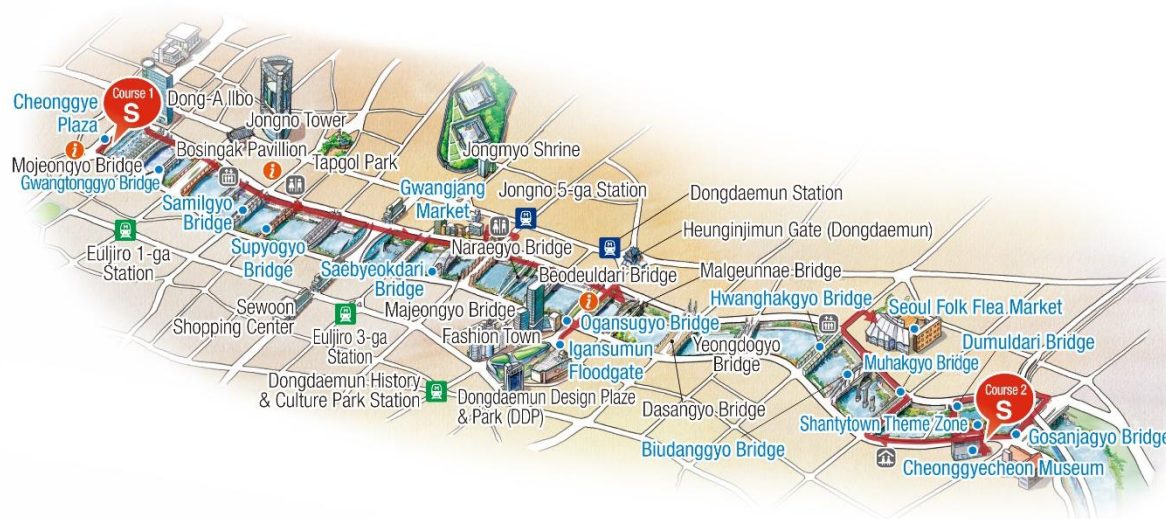 Course 1
S
Cheonggye
Plaza
Dong-A Ilbo
Jongno Tower
Mojeongyo Bridge
Gwangtonggyo Bridge
Bosingak Pavillion
Tapgol Park
Jongmyo Shrine
Samilgyo
Bridge
Gwangjang
Market
Jongno 5-ga Station
Dongdaemun Station
Heunginjimun Gate (Dongdaemun)
Euljiro 1-ga
Station
Supyogyo
Bridge
Saebyeokdari
Bridge
Naraegyo Bridge
Beodeuldari Bridge
Malgeunnae Bridge
Sewoon
Shopping Center
Euljiro 3-ga
Station
Majeongyo Bridge
Fashion Town
Ogansugyo Bridge
Igansumun
Floodgate
Hwanghakgyo Bridge
Seoul Folk Flea Market
Dumuldari Bridge
Yeongdogyo
Bridge
Muhakgyo Bridge
Dongdaemun History
& Culture Park Station
Dongdaemun Design Plaze
& Park (DDP)
Dasangyo Bridge
Biudanggyo Bridge
Course 2
S
Shantytown Theme Zone
Gosanjagyo Bridge
Cheonggyecheon Museum